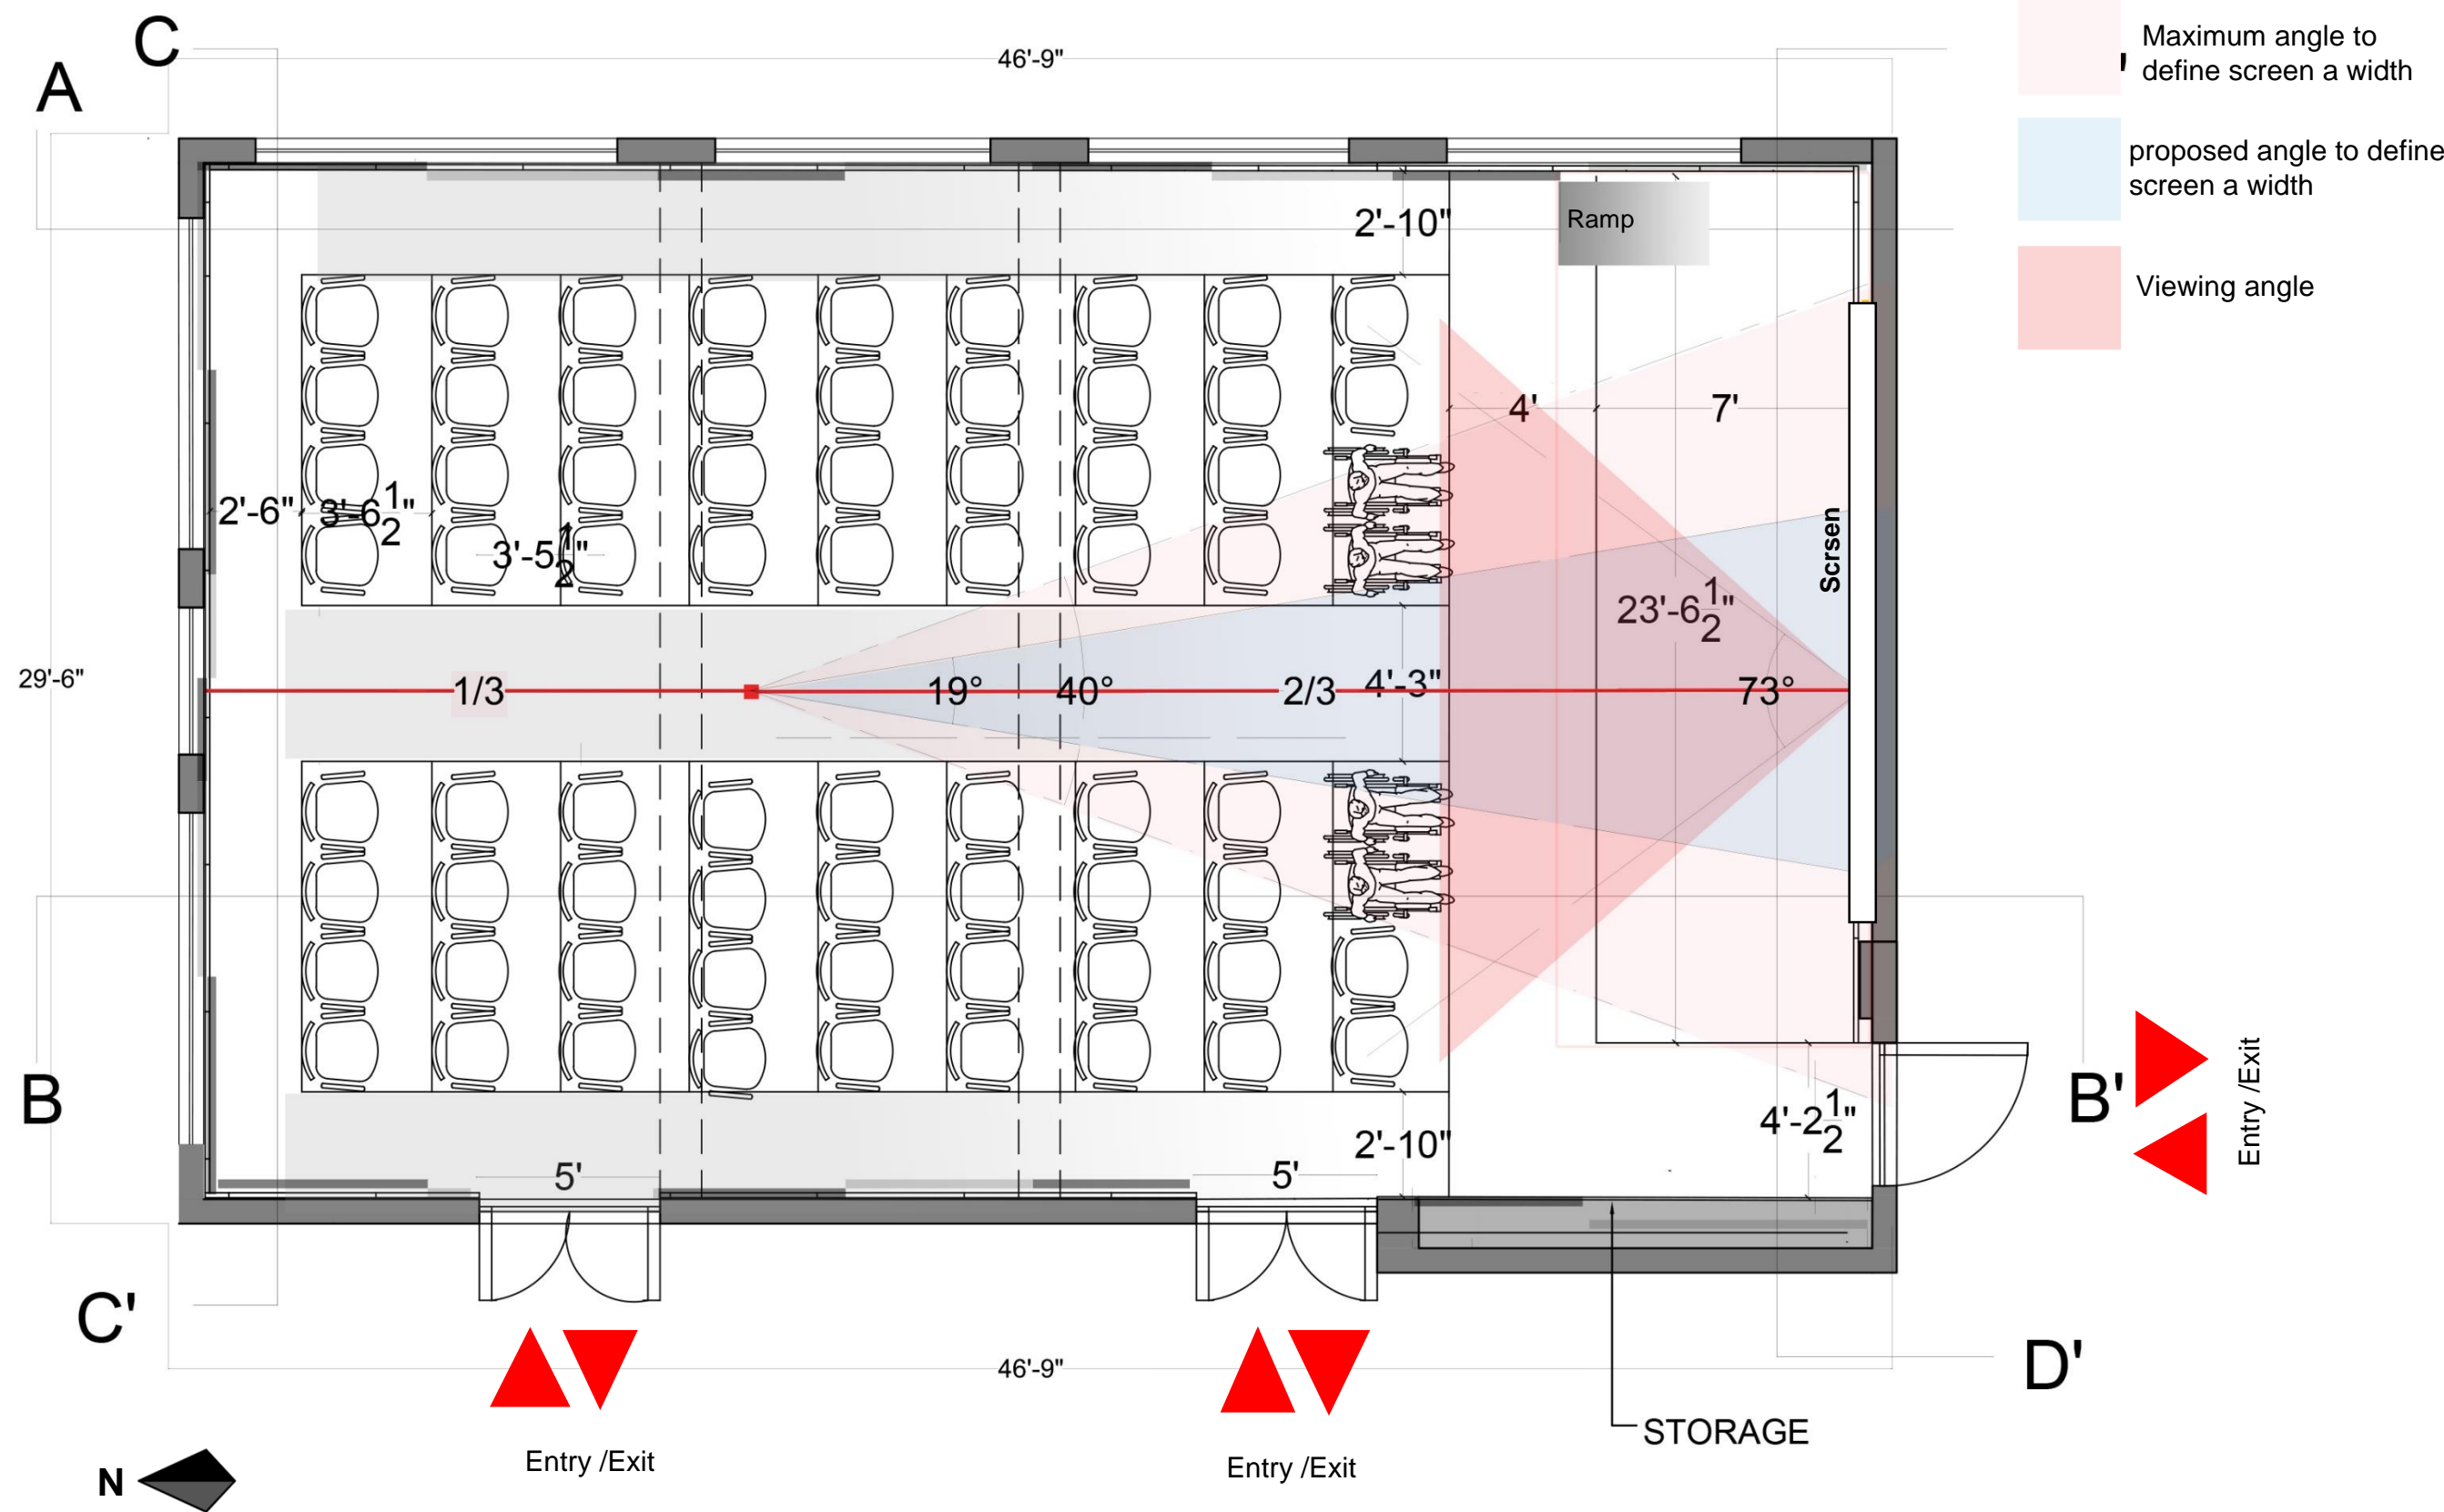 C
46'-9"
A
'
Maximum angle to
define screen a width
proposed angle to define
screen a width
Viewing angle
2'-10"
Ramp
4'
7'
2'-6"
3'-6 1/2"
3'-5 1/2"
Scrsen
23'-6 1/2"
29'-6"
1/3
19°
40°
2/3
4'-3"
73°
B
B'
Entry /Exit
4'-2 1/2"
2'-10"
5'
5'
C'
46'-9"
D'
STORAGE
Entry /Exit
Entry /Exit
N